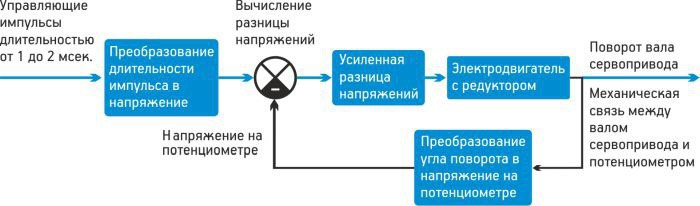 Управляющие
импульсы
длительностью
от 1 до 2 мсек.
Преобразование
длительности
импульса в
напряжение
Вычисление
разницы
напряжений
Усиленная
разница
напряжений
Электродвигатель
с редуктором
Поворот вала
сервопривода
Механическая
связь между
валом
сервопривода и
потенциометром
Преобразование
угла поворота в
напряжение на
потенциометре
Н апряжение на
потенциометре